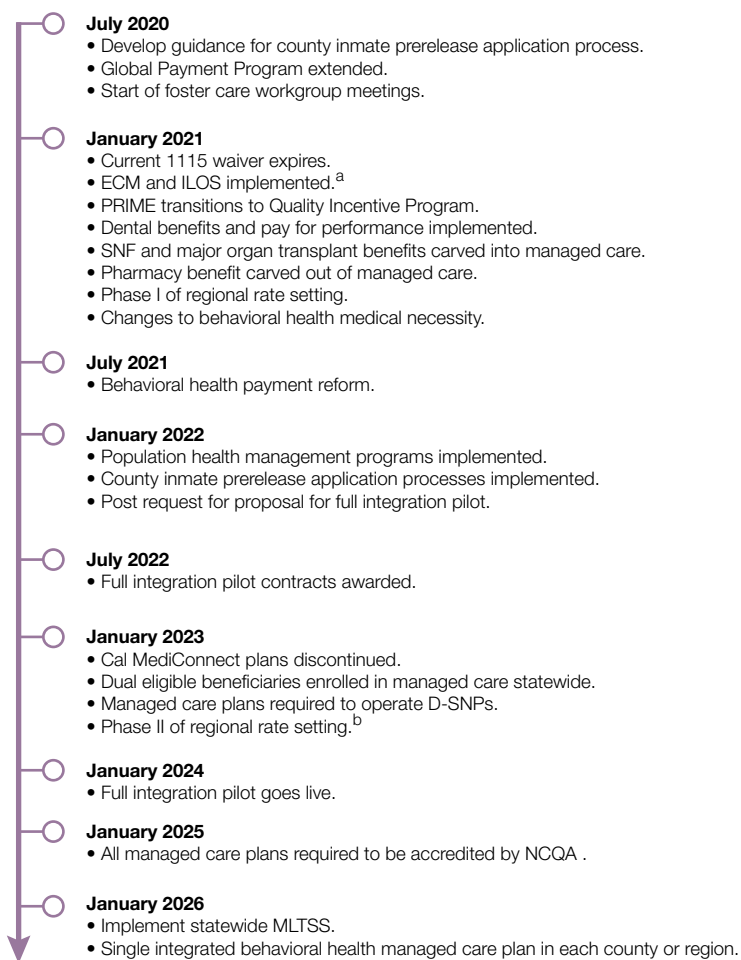 July 2020
• Develop guidance for county inmate prerelease application process.
• Global Payment Program extended.
• Start of foster care workgroup meetings.
January 2021
• Current 1115 waiver expires.
• ECM and ILOS implemented.a
• PRIME transitions to Quality Incentive Program.
• Dental benefits and pay for performance implemented.
• SNF and major organ transplant benefits carved into managed care.
• Pharmacy benefit carved out of managed care.
• Phase I of regional rate setting.
• Changes to behavioral health medical necessity.
July 2021
• Behavioral health payment reform.
January 2022
• Population health management programs implemented.
• County inmate prerelease application processes implemented.
• Post request for proposal for full integration pilot.
July 2022
• Full integration pilot contracts awarded.
January 2023
• Cal MediConnect plans discontinued.
• Dual eligible beneficiaries enrolled in managed care statewide.
• Managed care plans required to operate D-SNPs.
• Phase II of regional rate setting.b
January 2024
• Full integration pilot goes live.
January 2025
• All managed care plans required to be accredited by NCQA .
January 2026
• Implement statewide MLTSS.
• Single integrated behavioral health managed care plan in each county or region.